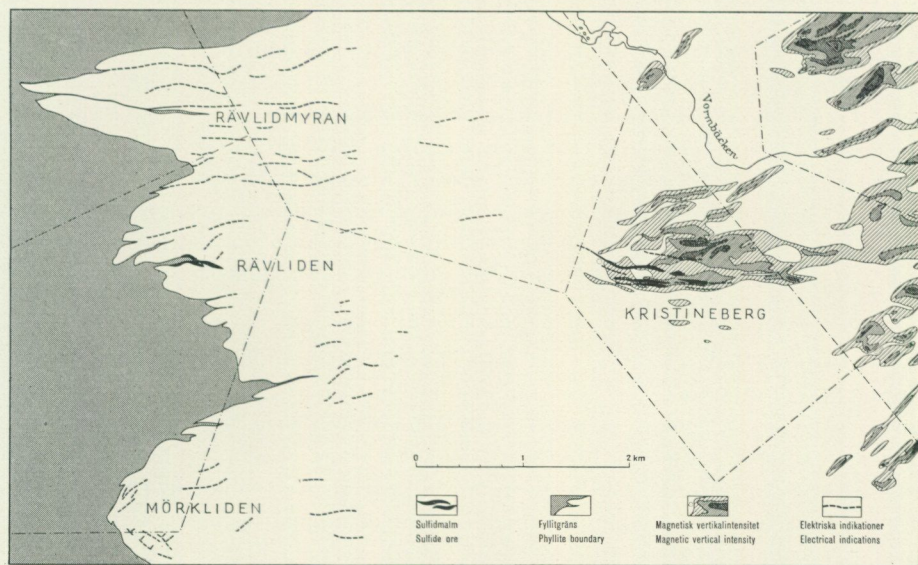 RÄVLIDMYRAN
Vormbäcken
RÄVLIDEN
KRISTINEBERG
0 2 km
MÖRKLIDEN
Sulfidmalm
Sulfide ore
Fyllitgräns
Phyllite boundary
Magnetisk vertikalintensitet
Magnetic vertical intensity
Elektriska indikationer
Electrical indications